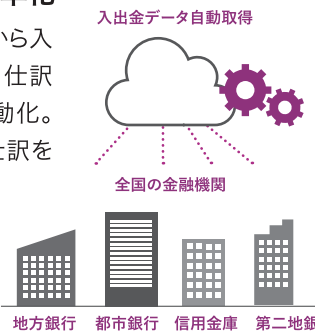 から入
仕訳
動化。
仕訳を
入出金データ自動取得
全国の金融機関
地方銀行 都市銀行 信用金庫 第二地銀